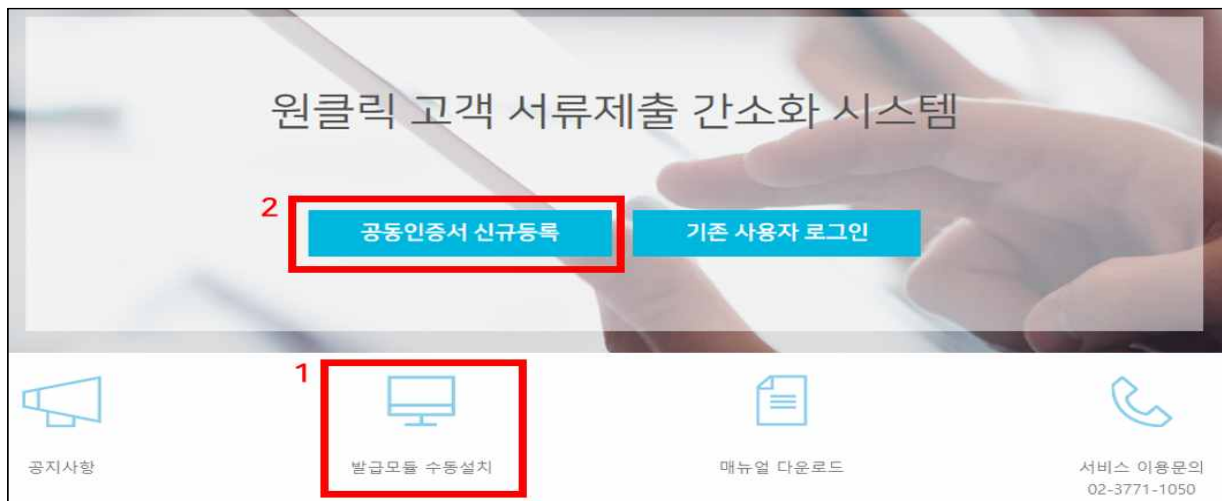 원클릭 고객 서류제출 간소화 시스템
2
공동인증서 신규등록
기존 사용자 로그인
1
공지사항
발급모듈 수동설치
매뉴얼 다운로드
서비스 이용문의
02-3771-1050